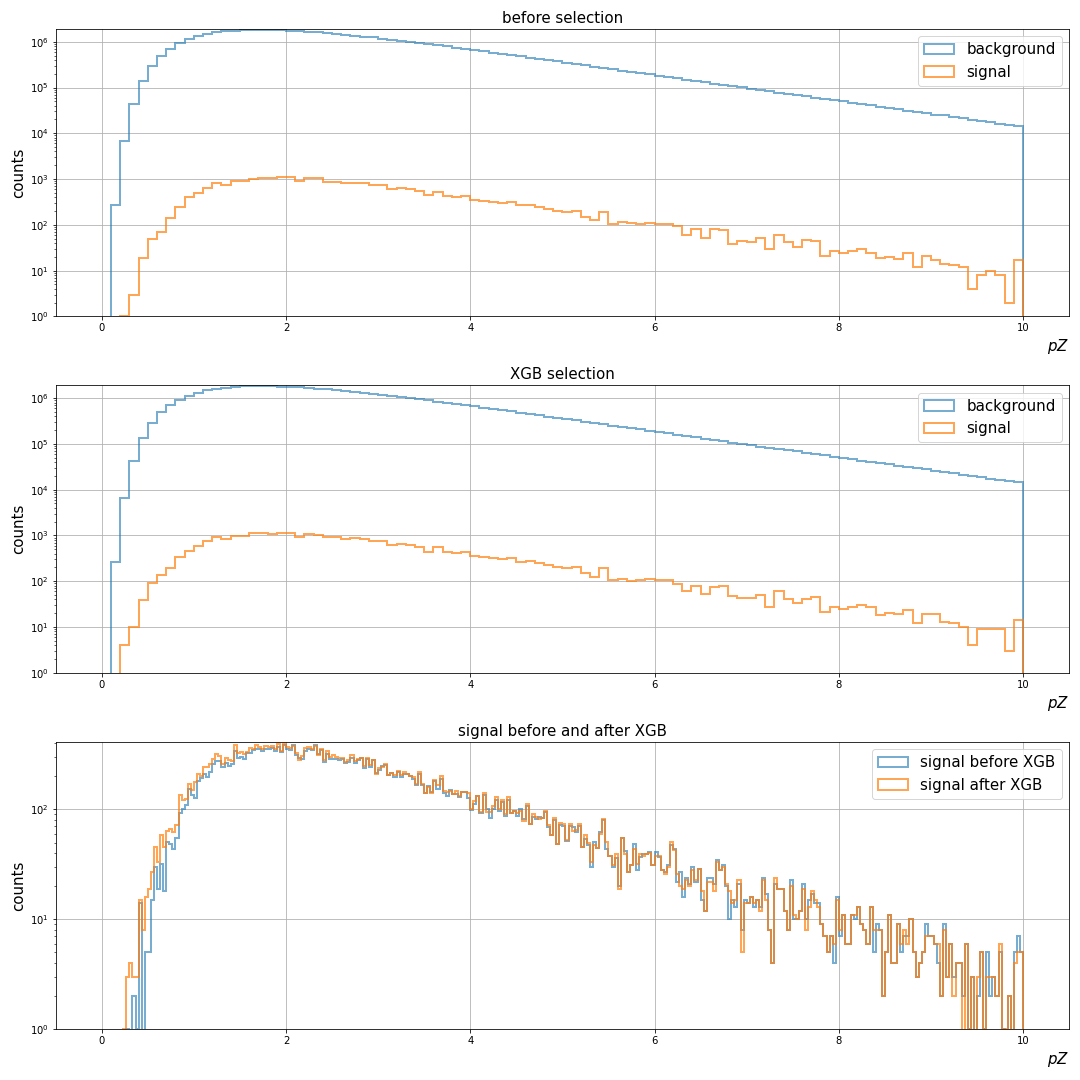 before selection
10⁶
10⁵
10⁴
10³
10²
10¹
10⁰
counts
background
signal
0 2 4 6 8 10
pZ
XGB selection
10⁶
10⁵
10⁴
10³
10²
10¹
10⁰
counts
background
signal
0 2 4 6 8 10
pZ
signal before and after XGB
10²
10¹
10⁰
counts
signal before XGB
signal after XGB
0 2 4 6 8 10
pZ